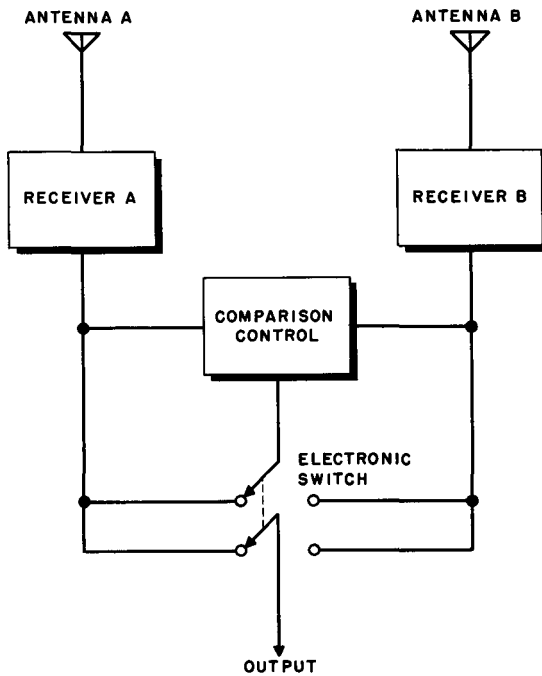 ANTENNA A
ANTENNA B
RECEIVER A
RECEIVER B
COMPARISON
CONTROL
ELECTRONIC
SWITCH
OUTPUT